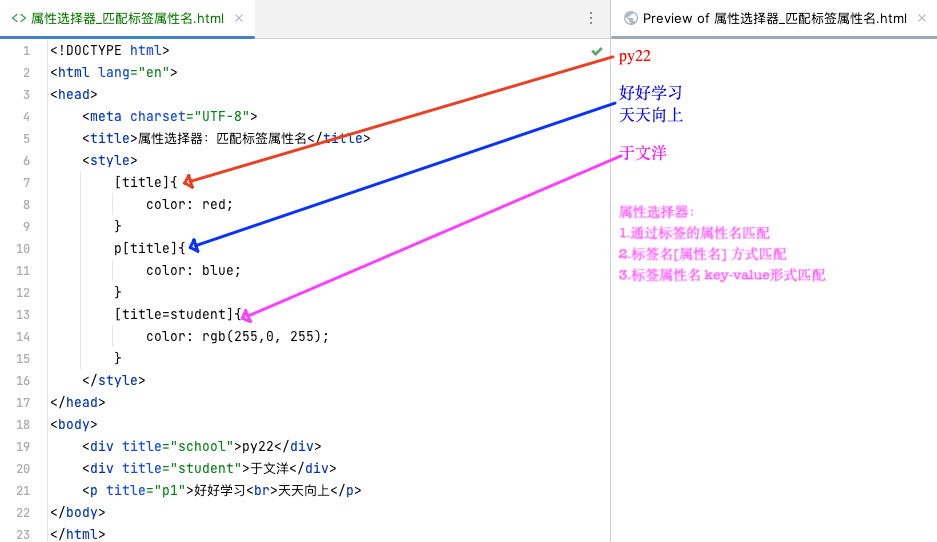 <> 属性选择器_匹配标签属性名.html ×
Preview of 属性选择器_匹配标签属性名.html ×
1 <!DOCTYPE html>
2 <html lang="en">
3 <head>
4 <meta charset="UTF-8">
5 <title>属性选择器：匹配标签属性名</title>
6 <style>
7 [title]{
8 color: red;
9 }
10 p[title]{
11 color: blue;
12 }
13 [title=student]{
14 color: rgb(255,0, 255);
15 }
16 </style>
17 </head>
18 <body>
19 <div title="school">py22</div>
20 <div title="student">于文洋</div>
21 <p title="p1">好好学习<br>天天向上</p>
22 </body>
23 </html>
py22
好好学习
天天向上
于文洋
属性选择器：
1.通过标签的属性名匹配
2.标签名[属性名] 方式匹配
3.标签属性名 key-value形式匹配